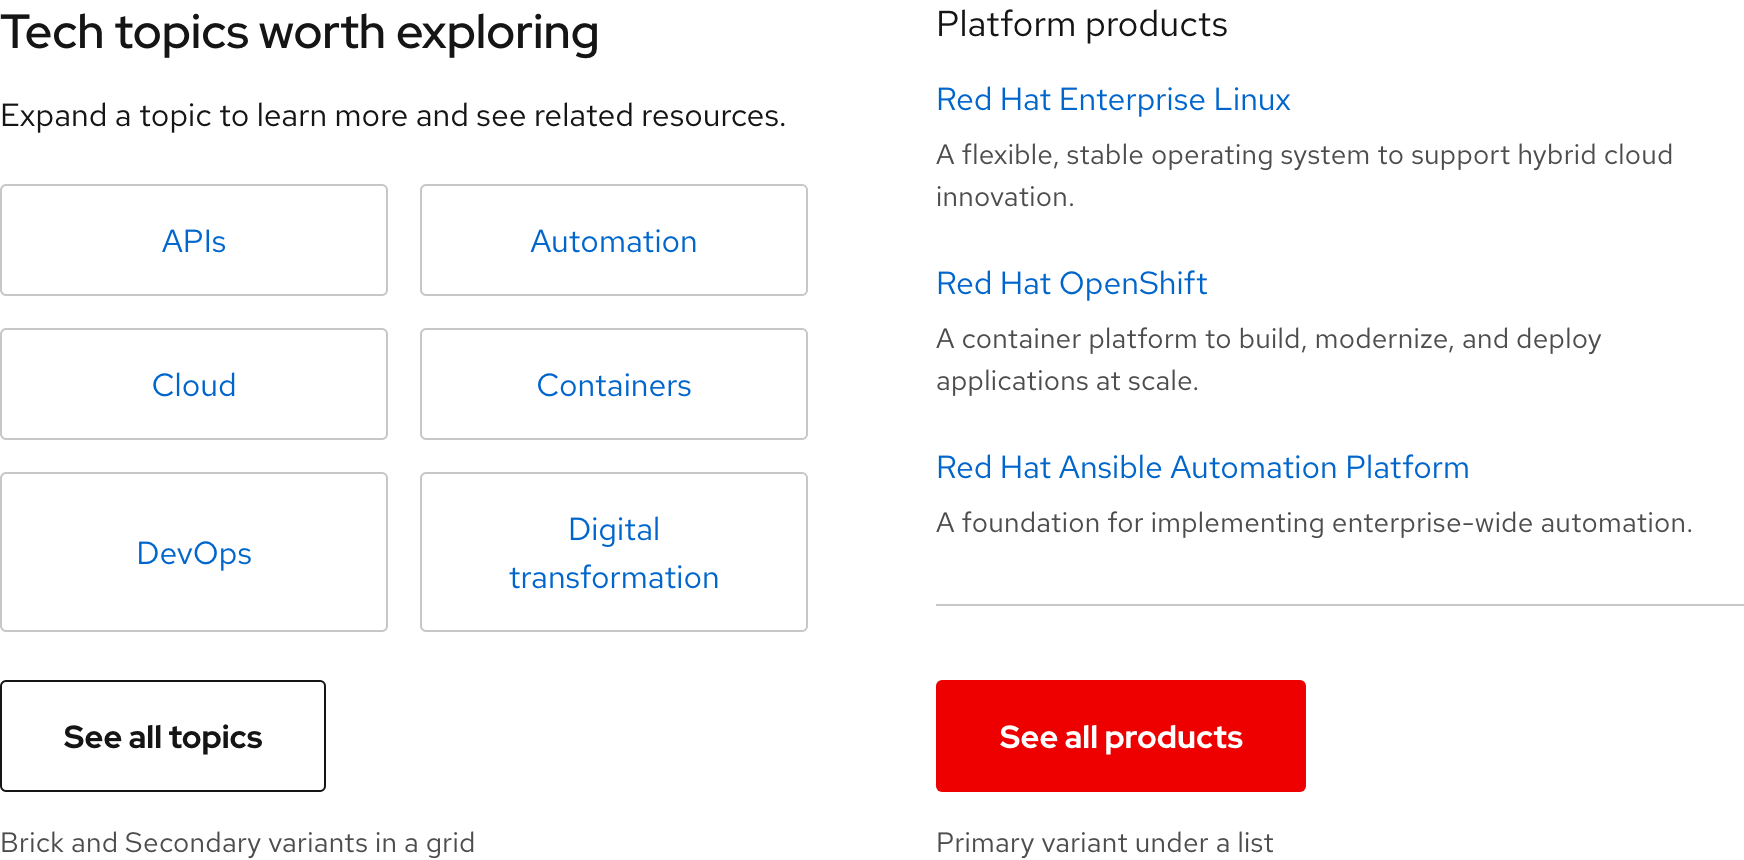 Tech topics worth exploring
Expand a topic to learn more and see related resources.
APIs
Automation
Cloud
Containers
DevOps
Digital
transformation
See all topics
Brick and Secondary variants in a grid
Platform products
Red Hat Enterprise Linux
A flexible, stable operating system to support hybrid cloud
innovation.
Red Hat OpenShift
A container platform to build, modernize, and deploy
applications at scale.
Red Hat Ansible Automation Platform
A foundation for implementing enterprise-wide automation.
See all products
Primary variant under a list